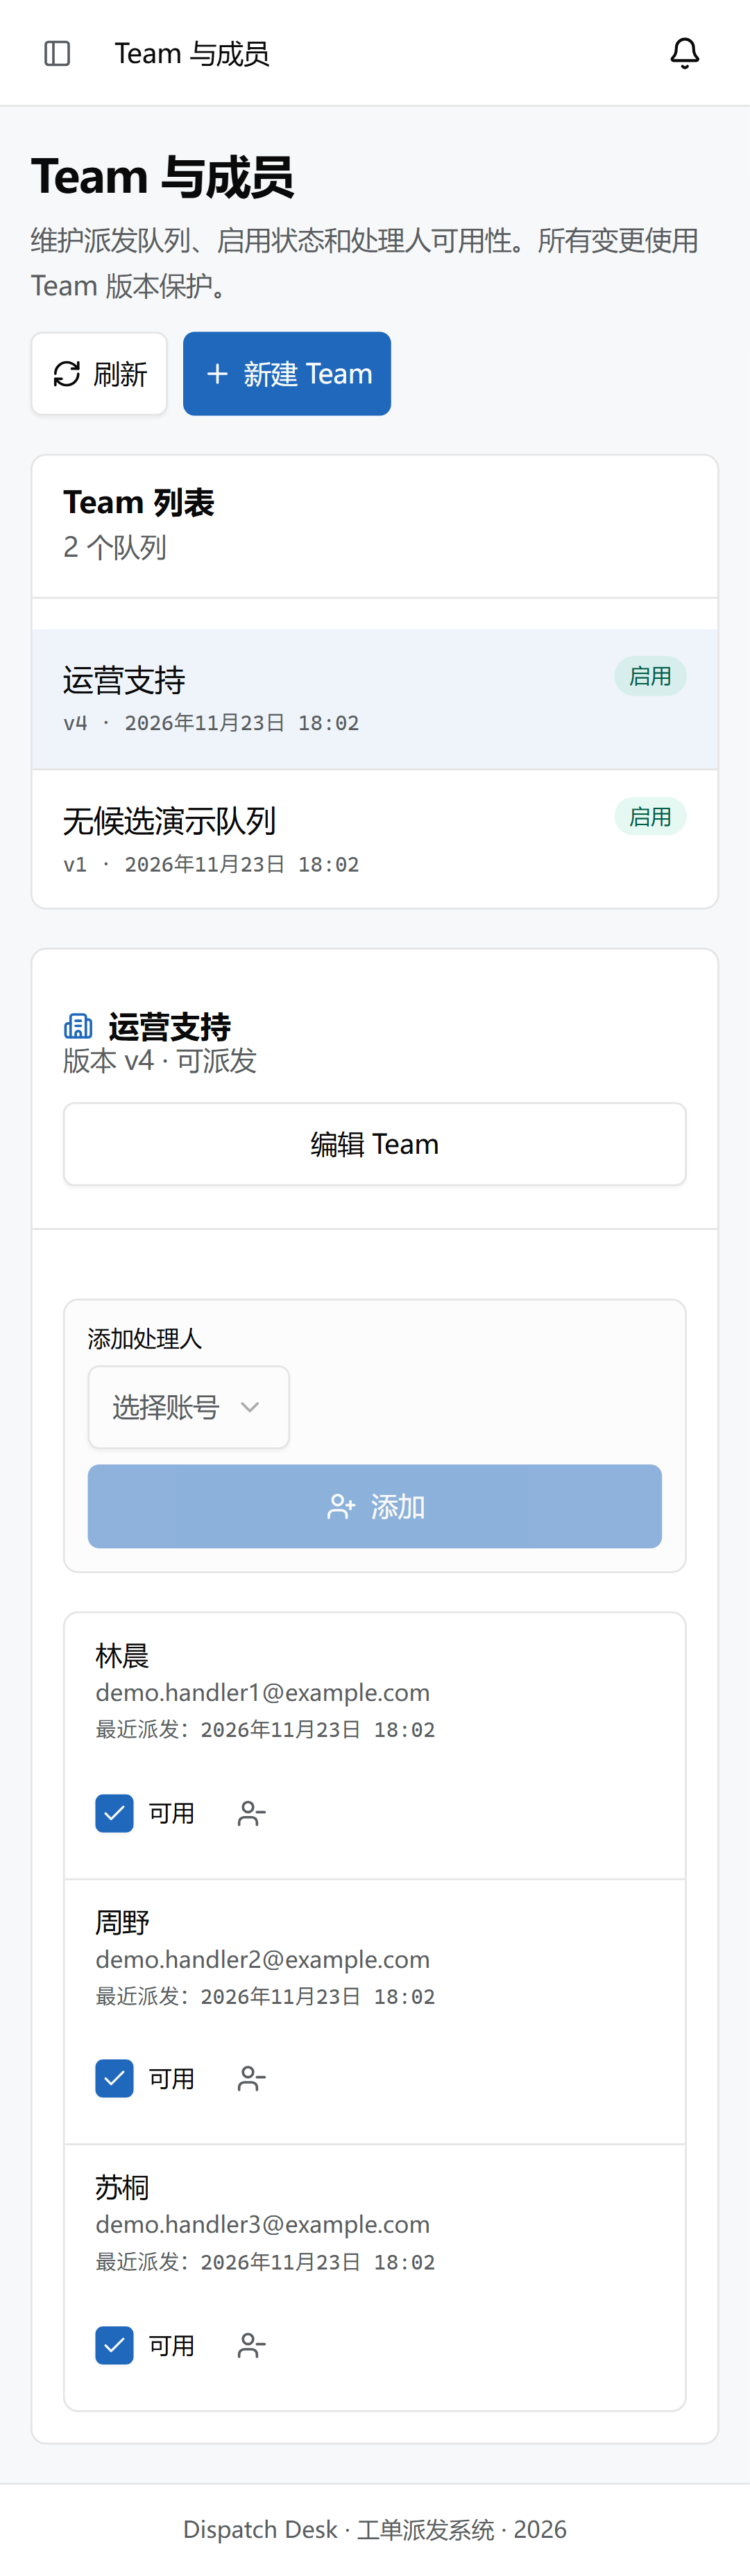 Team 与成员
Team 与成员
维护派发队列、启用状态和处理人可用性。所有变更使用
Team 版本保护。
刷新
新建 Team
Team 列表
2 个队列
运营支持
启用
v4 · 2026年11月23日 18:02
无候选演示队列
启用
v1 · 2026年11月23日 18:02
运营支持
版本 v4 · 可派发
编辑 Team
添加处理人
选择账号
添加
林晨
demo.handler1@example.com
最近派发：2026年11月23日 18:02
可用
周野
demo.handler2@example.com
最近派发：2026年11月23日 18:02
可用
苏桐
demo.handler3@example.com
最近派发：2026年11月23日 18:02
可用
Dispatch Desk · 工单派发系统 · 2026